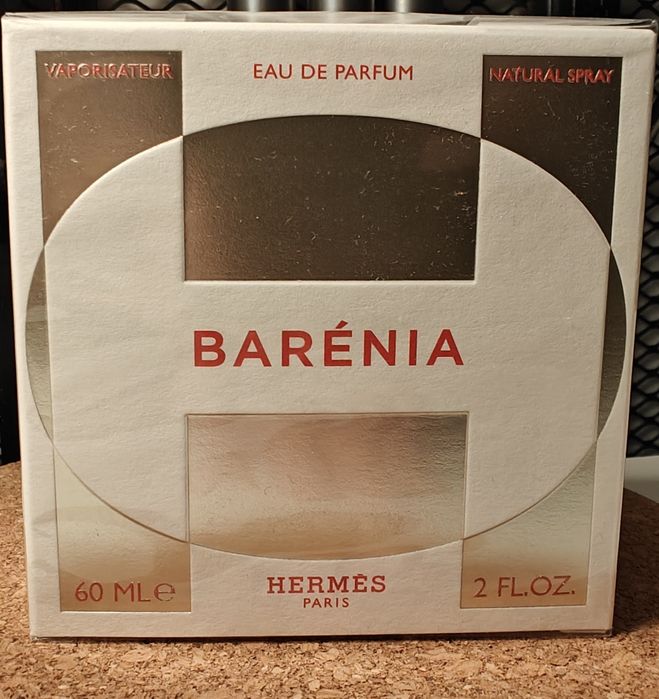 VAPORISATEUR
EAU DE PARFUM
NATURAL SPRAY
BARÉNIA
60 ML℮
HERMÈS
PARIS
2 FL.OZ.